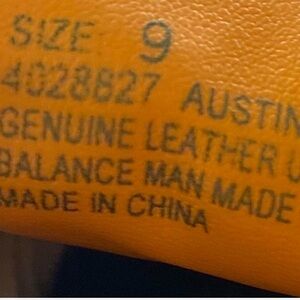 SIZE 9
4028827 AUSTIN
GENUINE LEATHER U
BALANCE MAN MADE
MADE IN CHINA